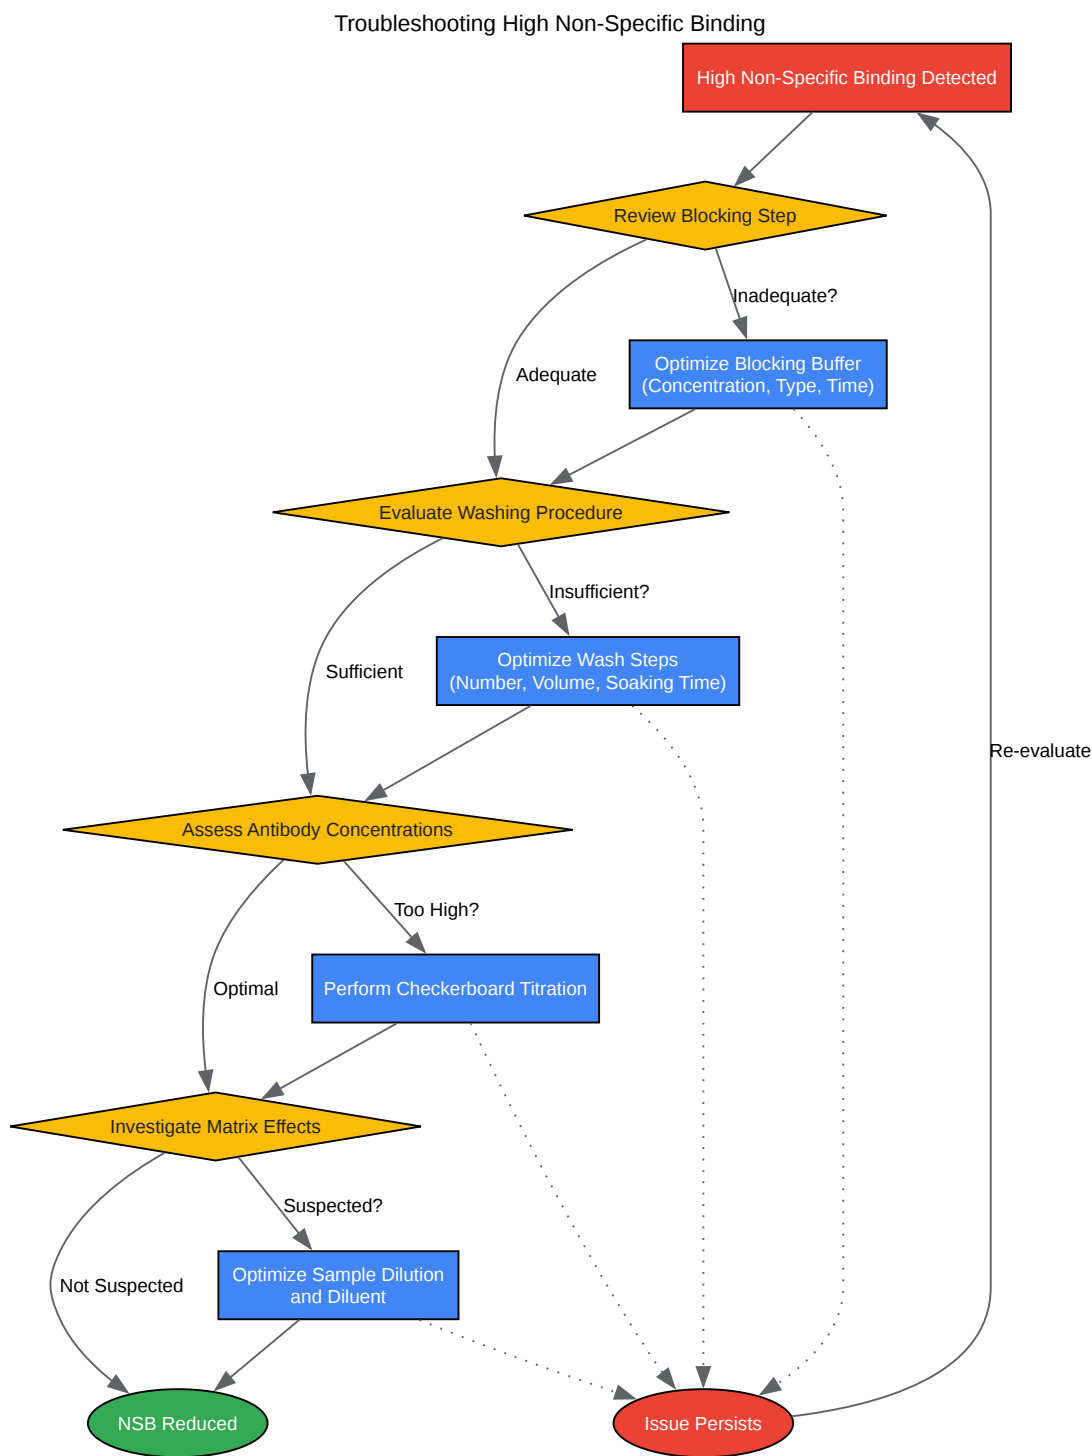 Troubleshooting High Non-Specific Binding
High Non-Specific Binding Detected
Review Blocking Step
Inadequate?
Optimize Blocking Buffer
(Concentration, Type, Time)
Adequate
Evaluate Washing Procedure
Insufficient?
Optimize Wash Steps
(Number, Volume, Soaking Time)
Sufficient
Re-evaluate
Assess Antibody Concentrations
Too High?
Perform Checkerboard Titration
Optimal
Investigate Matrix Effects
Suspected?
Optimize Sample Dilution
and Diluent
Not Suspected
NSB Reduced
Issue Persists